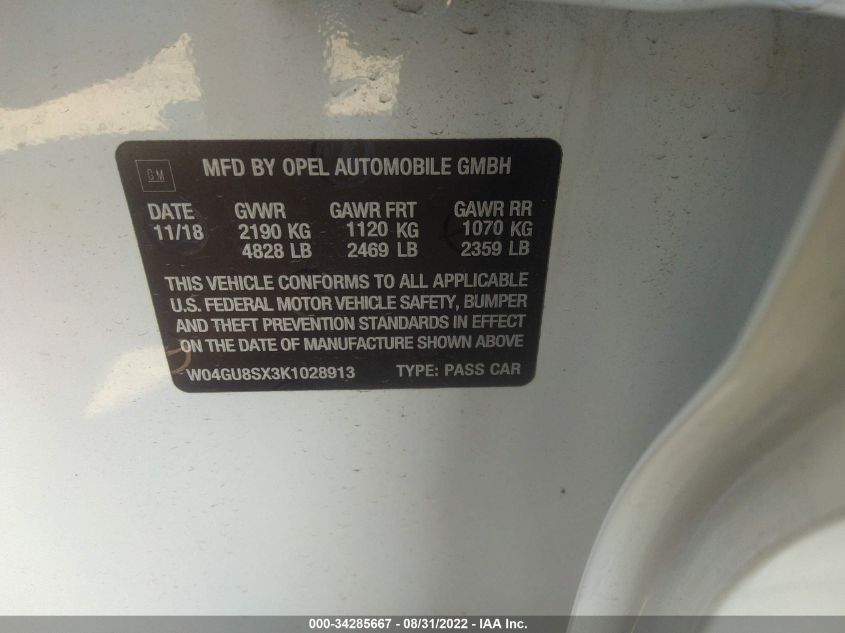 GM
MFD BY OPEL AUTOMOBILE GMBH
DATE GVWR GAWR FRT GAWR RR
11/18 2190 KG 1120 KG 1070 KG
4828 LB 2469 LB 2359 LB
THIS VEHICLE CONFORMS TO ALL APPLICABLE
U.S. FEDERAL MOTOR VEHICLE SAFETY, BUMPER
AND THEFT PREVENTION STANDARDS IN EFFECT
ON THE DATE OF MANUFACTURE SHOWN ABOVE
W04GU8SX3K1028913 TYPE: PASS CAR
000-34285667 - 08/31/2022 - IAA Inc.